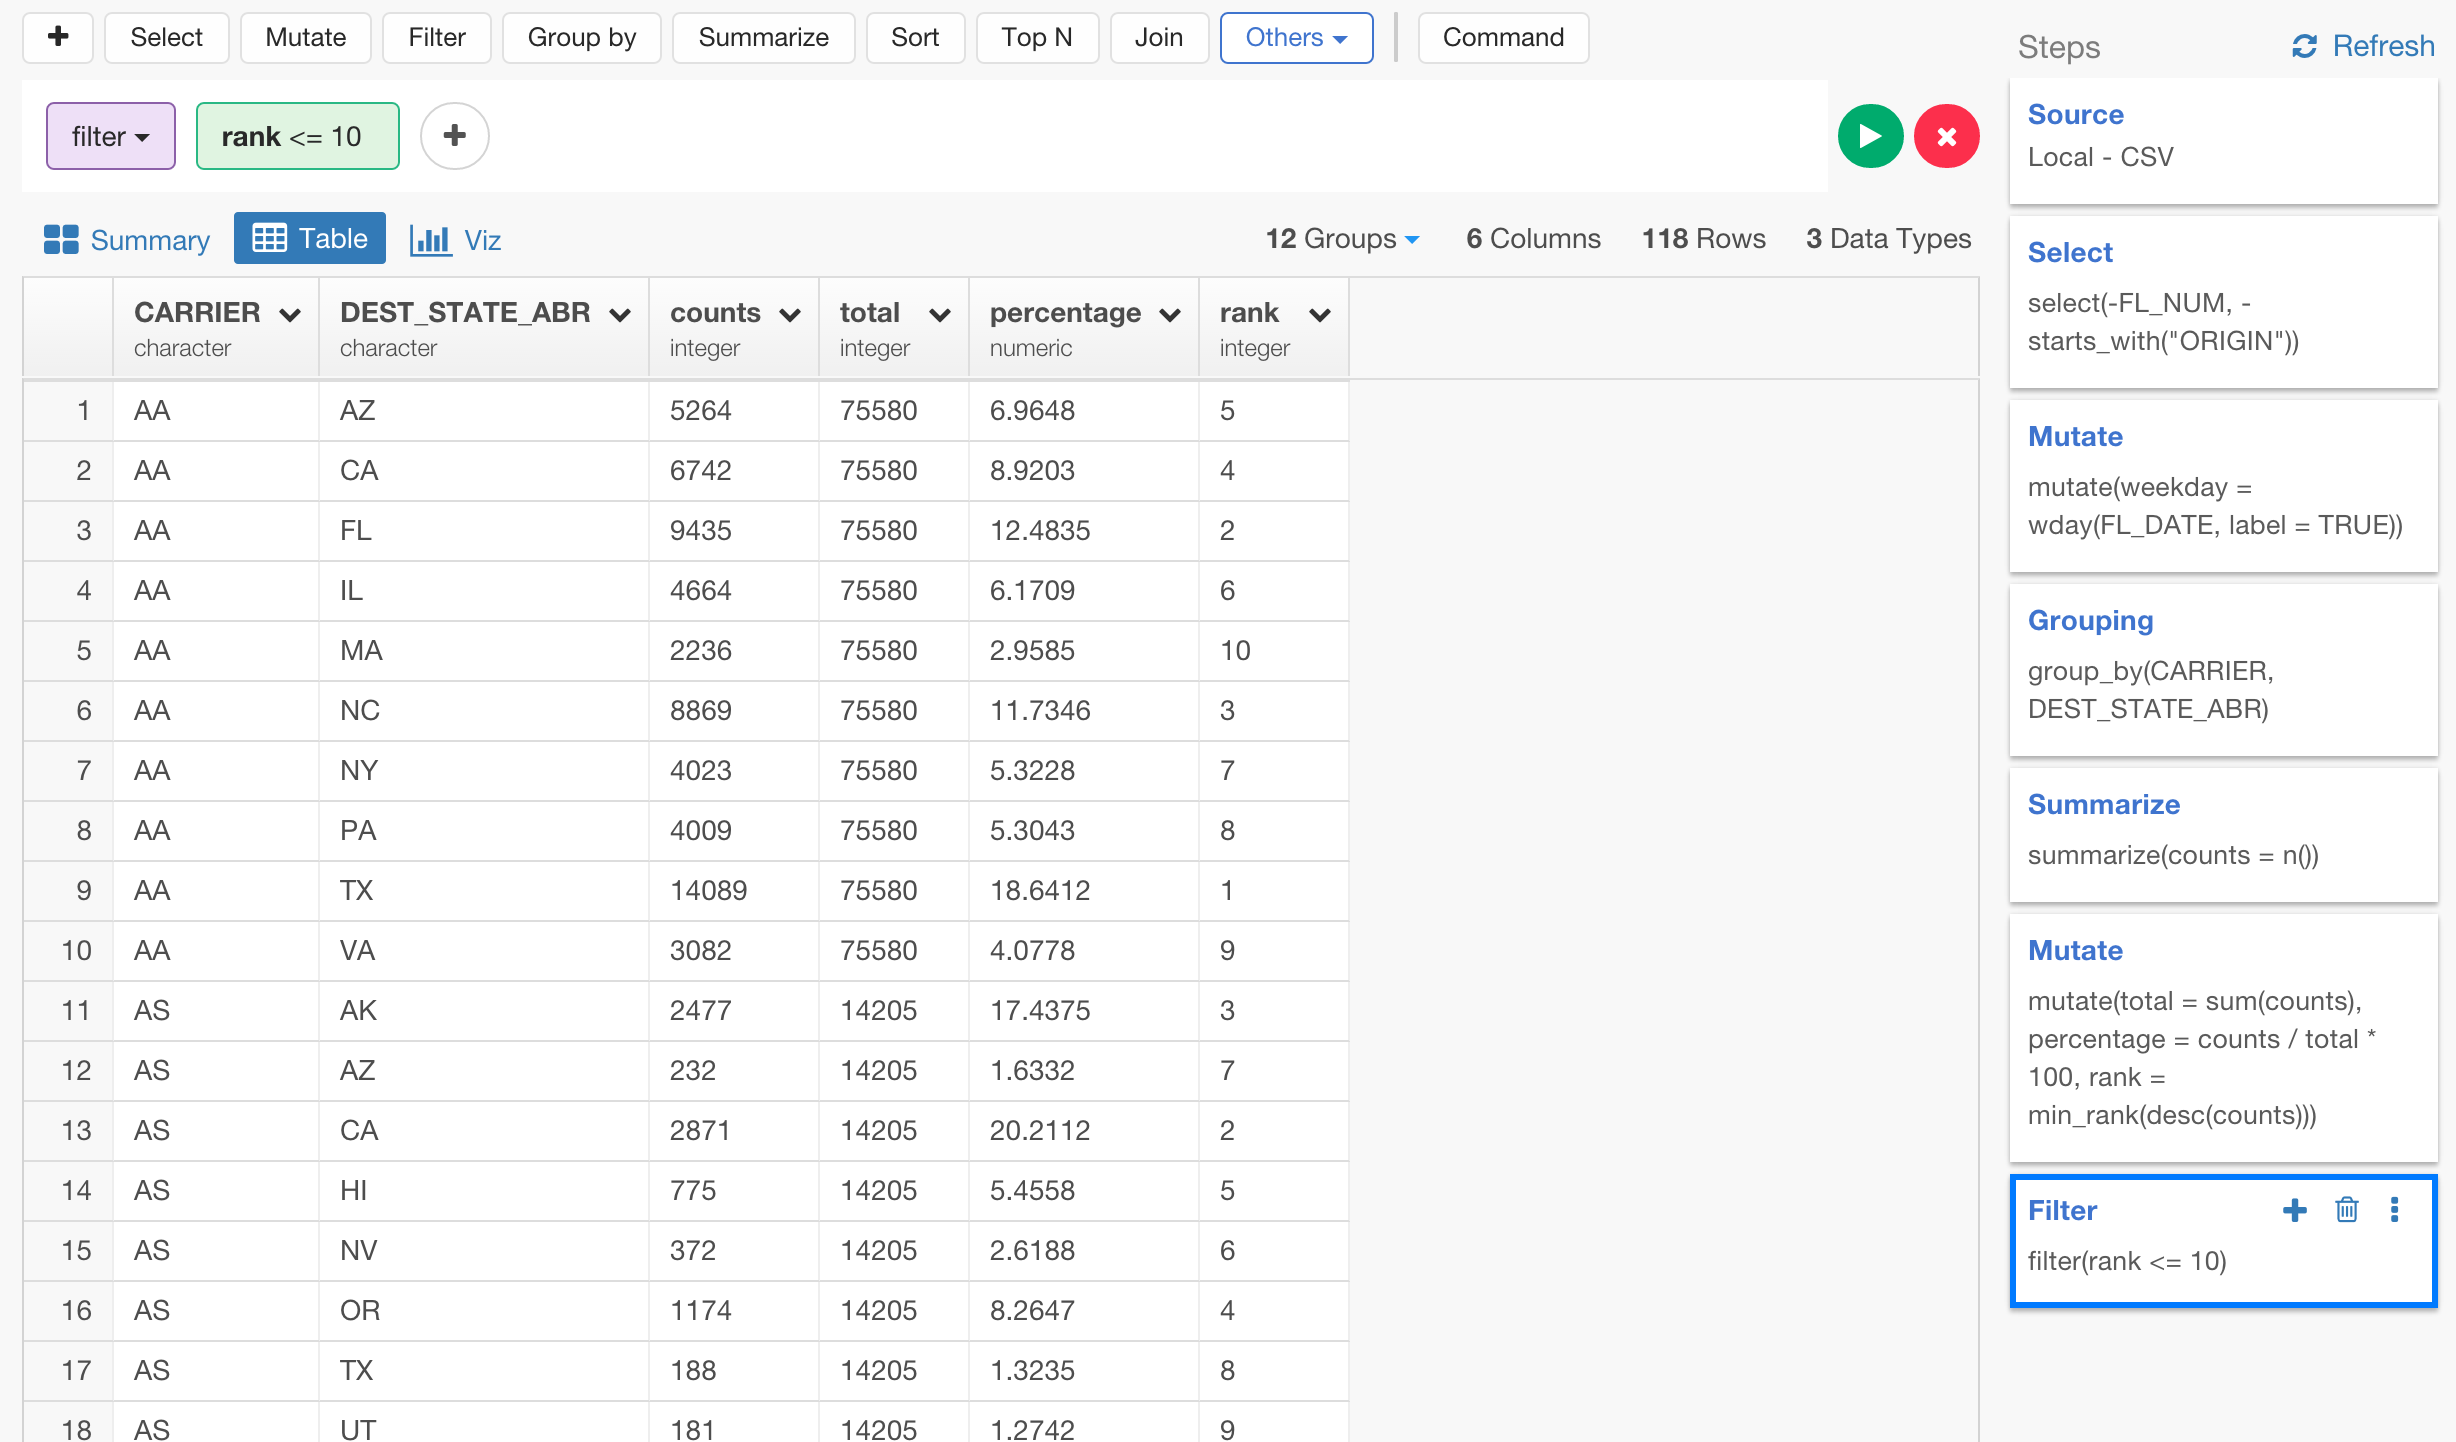 Select Mutate Filter Group by Summarize Sort Top N Join Others Command
Steps Refresh
filter rank <= 10
Summary Table Viz 12 Groups 6 Columns 118 Rows 3 Data Types
CARRIER DEST_STATE_ABR counts total percentage rank
character character integer integer numeric integer
1 AA AZ 5264 75580 6.9648 5
2 AA CA 6742 75580 8.9203 4
3 AA FL 9435 75580 12.4835 2
4 AA IL 4664 75580 6.1709 6
5 AA MA 2236 75580 2.9585 10
6 AA NC 8869 75580 11.7346 3
7 AA NY 4023 75580 5.3228 7
8 AA PA 4009 75580 5.3043 8
9 AA TX 14089 75580 18.6412 1
10 AA VA 3082 75580 4.0778 9
11 AS AK 2477 14205 17.4375 3
12 AS AZ 232 14205 1.6332 7
13 AS CA 2871 14205 20.2112 2
14 AS HI 775 14205 5.4558 5
15 AS NV 372 14205 2.6188 6
16 AS OR 1174 14205 8.2647 4
17 AS TX 188 14205 1.3235 8
18 AS UT 181 14205 1.2742 9
Source
Local - CSV
Select
select(-FL_NUM, -
starts_with("ORIGIN"))
Mutate
mutate(weekday =
wday(FL_DATE, label = TRUE))
Grouping
group_by(CARRIER,
DEST_STATE_ABR)
Summarize
summarize(counts = n())
Mutate
mutate(total = sum(counts),
percentage = counts / total *
100, rank =
min_rank(desc(counts)))
Filter
filter(rank <= 10)